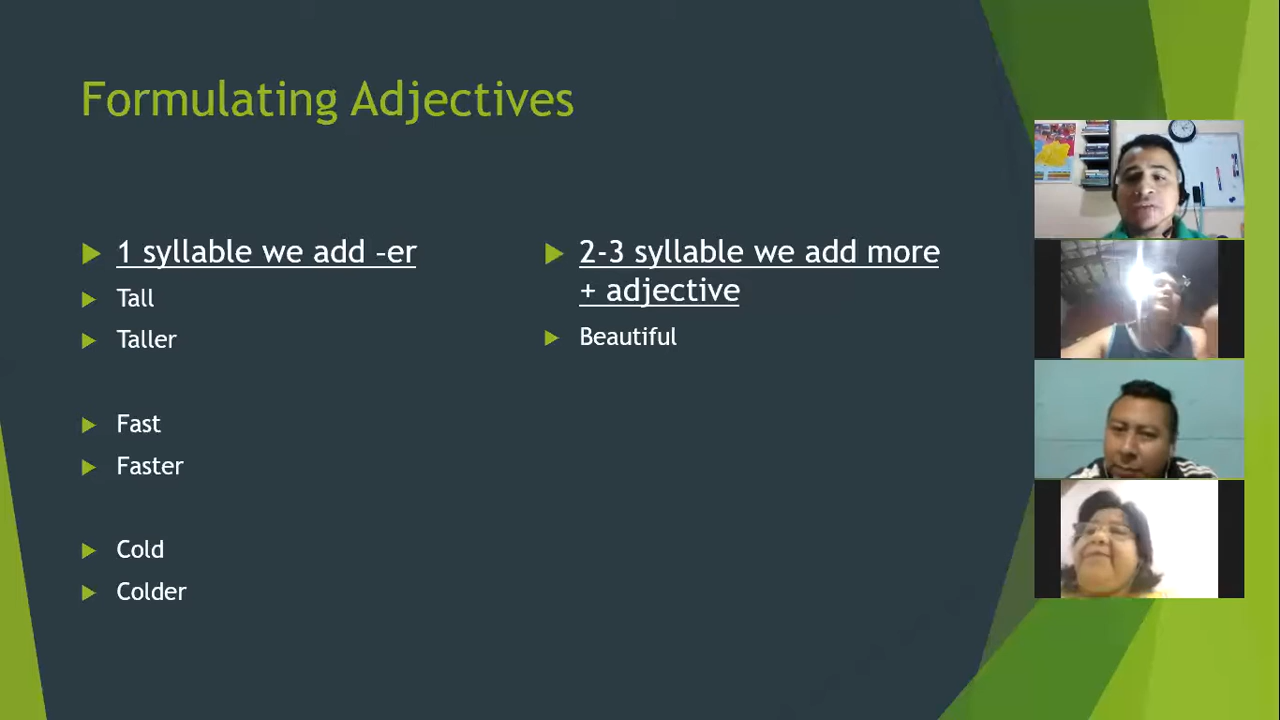 Formulating Adjectives
1 syllable we add –er
Tall
Taller
Fast
Faster
Cold
Colder
2-3 syllable we add more
+ adjective
Beautiful